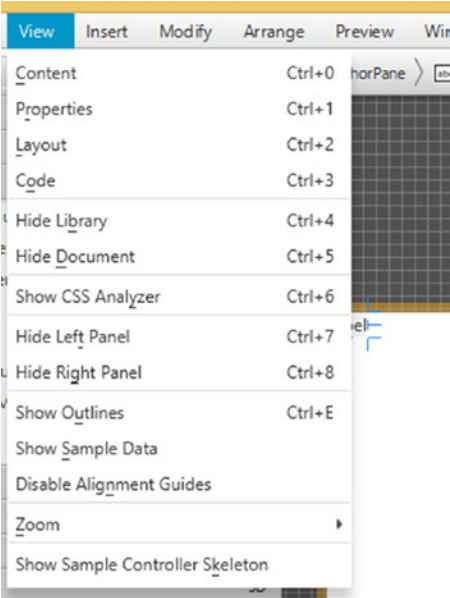 View Insert Modify Arrange Preview
Content Ctrl+0
Properties Ctrl+1
Layout Ctrl+2
Code Ctrl+3
Hide Library Ctrl+4
Hide Document Ctrl+5
Show CSS Analyzer Ctrl+6
Hide Left Panel Ctrl+7
Hide Right Panel Ctrl+8
Show Outlines Ctrl+E
Show Sample Data
Disable Alignment Guides
Zoom
Show Sample Controller Skeleton